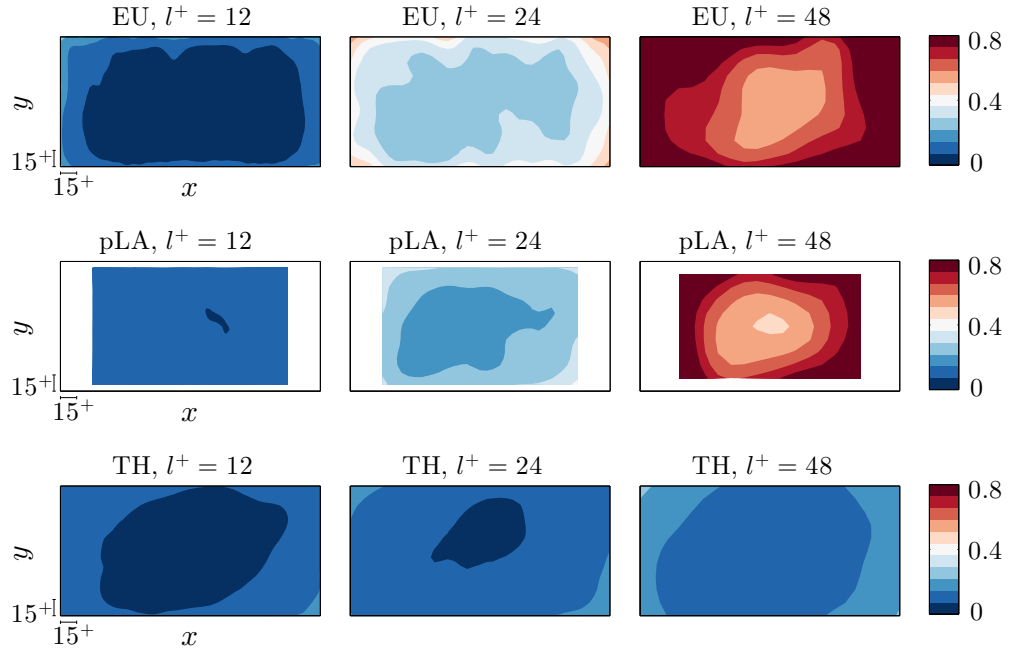 EU, l⁺ = 12
EU, l⁺ = 24
EU, l⁺ = 48
y
15⁺
15⁺
x
0.8
0.4
0
pLA, l⁺ = 12
pLA, l⁺ = 24
pLA, l⁺ = 48
y
15⁺
15⁺
x
0.8
0.4
0
TH, l⁺ = 12
TH, l⁺ = 24
TH, l⁺ = 48
y
15⁺
15⁺
x
0.8
0.4
0